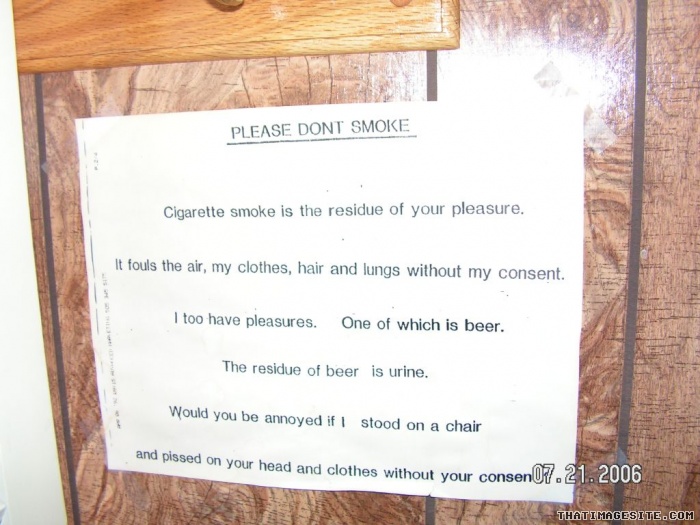 PLEASE DONT SMOKE
Cigarette smoke is the residue of your pleasure.
It fouls the air, my clothes, hair and lungs without my consent.
I too have pleasures. One of which is beer.
The residue of beer is urine.
Would you be annoyed if I stood on a chair
and pissed on your head and clothes without your consen
07.21.2006
THATIMAGESITE.COM